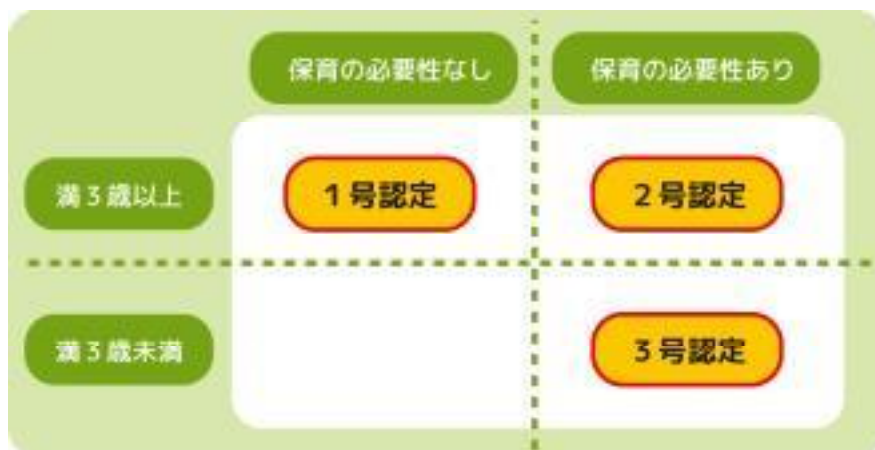 保育の必要性なし
保育の必要性あり
満３歳以上
１号認定
２号認定
満３歳未満
３号認定